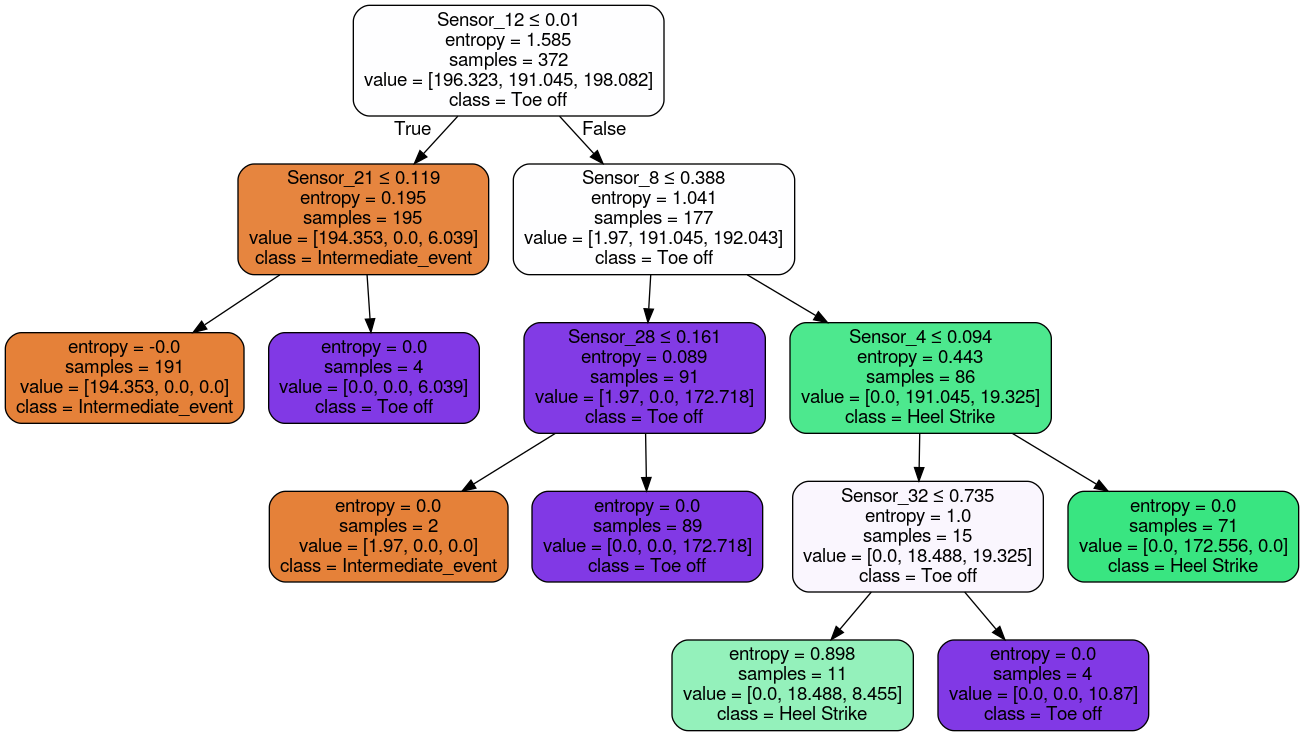 Sensor_12 ≤ 0.01
entropy = 1.585
samples = 372
value = [196.323, 191.045, 198.082]
class = Toe off
True
False
Sensor_21 ≤ 0.119
entropy = 0.195
samples = 195
value = [194.353, 0.0, 6.039]
class = Intermediate_event
Sensor_8 ≤ 0.388
entropy = 1.041
samples = 177
value = [1.97, 191.045, 192.043]
class = Toe off
entropy = -0.0
samples = 191
value = [194.353, 0.0, 0.0]
class = Intermediate_event
entropy = 0.0
samples = 4
value = [0.0, 0.0, 6.039]
class = Toe off
Sensor_28 ≤ 0.161
entropy = 0.089
samples = 91
value = [1.97, 0.0, 172.718]
class = Toe off
Sensor_4 ≤ 0.094
entropy = 0.443
samples = 86
value = [0.0, 191.045, 19.325]
class = Heel Strike
entropy = 0.0
samples = 2
value = [1.97, 0.0, 0.0]
class = Intermediate_event
entropy = 0.0
samples = 89
value = [0.0, 0.0, 172.718]
class = Toe off
Sensor_32 ≤ 0.735
entropy = 1.0
samples = 15
value = [0.0, 18.488, 19.325]
class = Toe off
entropy = 0.0
samples = 71
value = [0.0, 172.556, 0.0]
class = Heel Strike
entropy = 0.898
samples = 11
value = [0.0, 18.488, 8.455]
class = Heel Strike
entropy = 0.0
samples = 4
value = [0.0, 0.0, 10.87]
class = Toe off